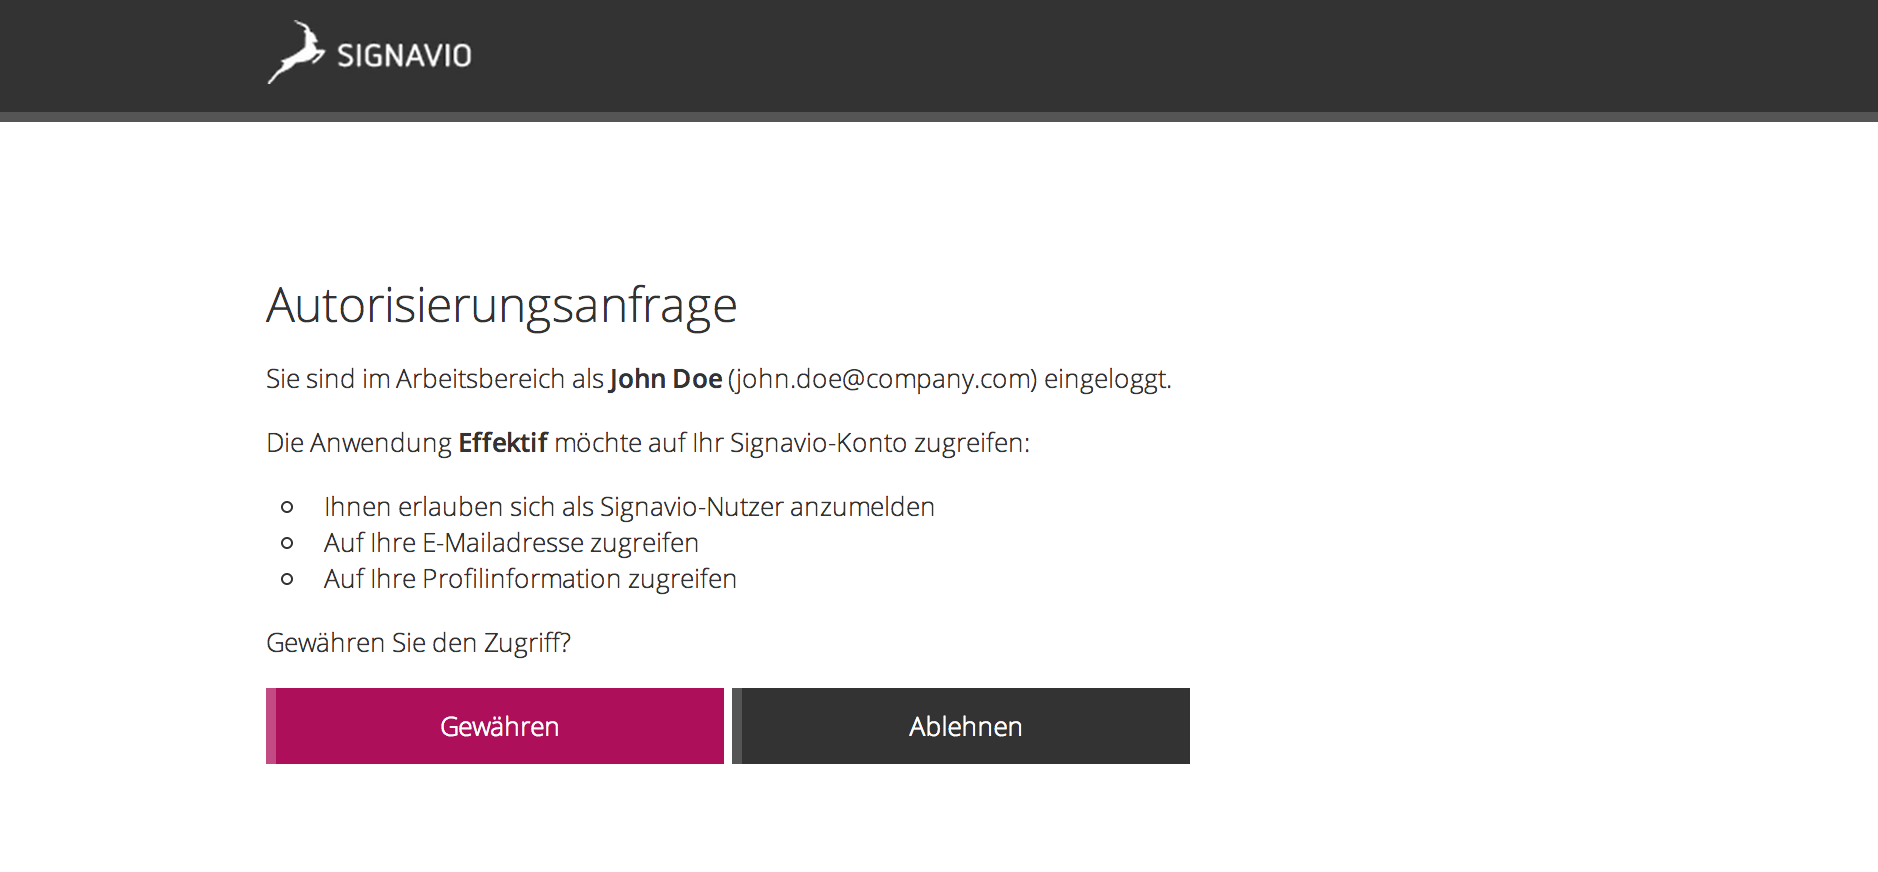 SIGNAVIO
Autorisierungsanfrage
Sie sind im Arbeitsbereich als John Doe (john.doe@company.com) eingeloggt.
Die Anwendung Effektif möchte auf Ihr Signavio-Konto zugreifen:
Ihnen erlauben sich als Signavio-Nutzer anzumelden
Auf Ihre E-Mailadresse zugreifen
Auf Ihre Profilinformation zugreifen
Gewähren Sie den Zugriff?
Gewähren
Ablehnen